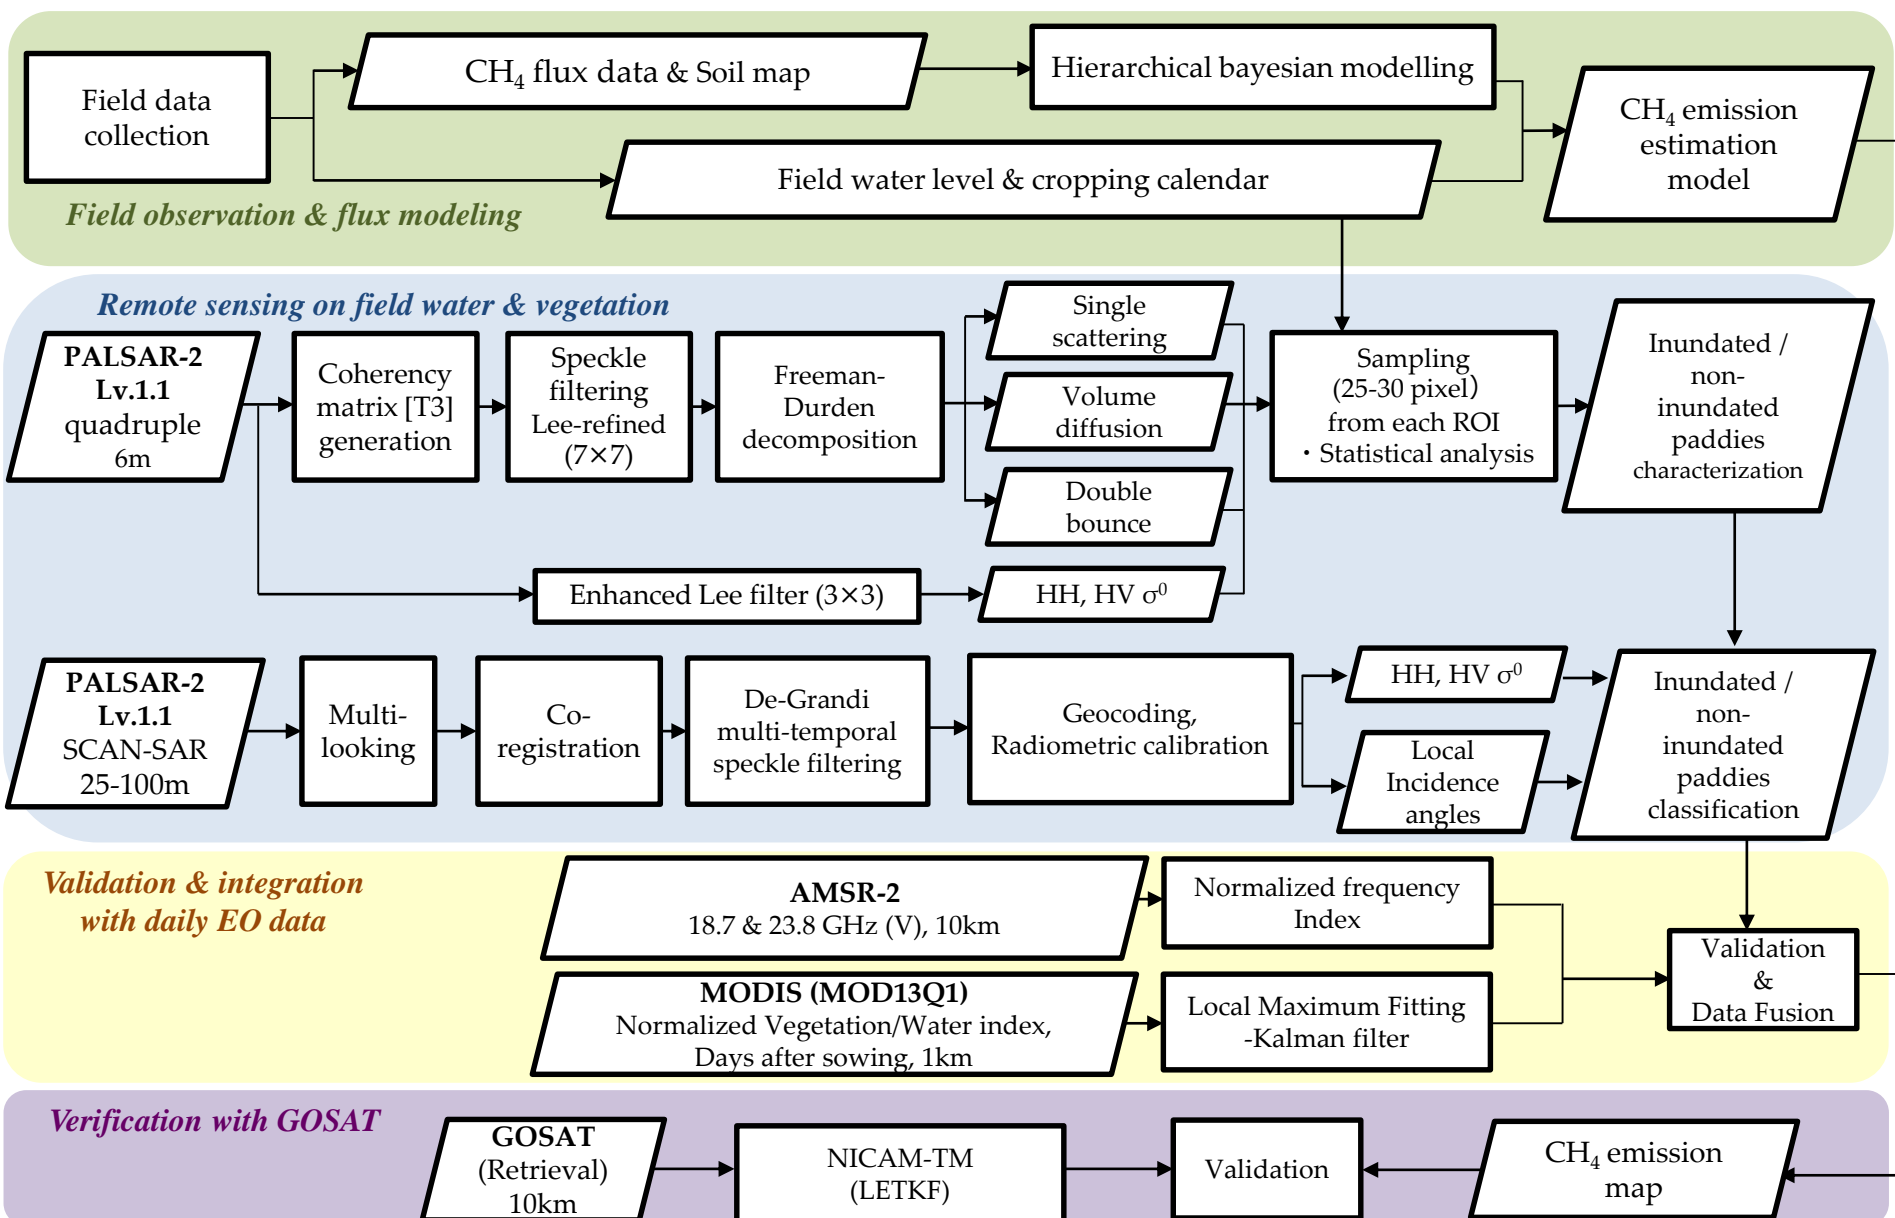 Field data
collection
CH₄ flux data & Soil map
Hierarchical bayesian modelling
Field water level & cropping calendar
CH₄ emission
estimation
model
Field observation & flux modeling
Remote sensing on field water & vegetation
PALSAR-2
Lv.1.1
quadruple
6m
Coherency
matrix [T3]
generation
Speckle
filtering
Lee-refined
(7×7)
Freeman-
Durden
decomposition
Single
scattering
Volume
diffusion
Double
bounce
Sampling
(25-30 pixel)
from each ROI
・Statistical analysis
Inundated /
non-
inundated
paddies
characterization
Enhanced Lee filter (3×3)
HH, HV σ⁰
PALSAR-2
Lv.1.1
SCAN-SAR
25-100m
Multi-
looking
Co-
registration
De-Grandi
multi-temporal
speckle filtering
Geocoding,
Radiometric calibration
HH, HV σ⁰
Local
Incidence
angles
Inundated /
non-
inundated
paddies
classification
Validation & integration
with daily EO data
AMSR-2
18.7 & 23.8 GHz (V), 10km
Normalized frequency
Index
MODIS (MOD13Q1)
Normalized Vegetation/Water index,
Days after sowing, 1km
Local Maximum Fitting
-Kalman filter
Validation
&
Data Fusion
Verification with GOSAT
GOSAT
(Retrieval)
10km
NICAM-TM
(LETKF)
Validation
CH₄ emission
map